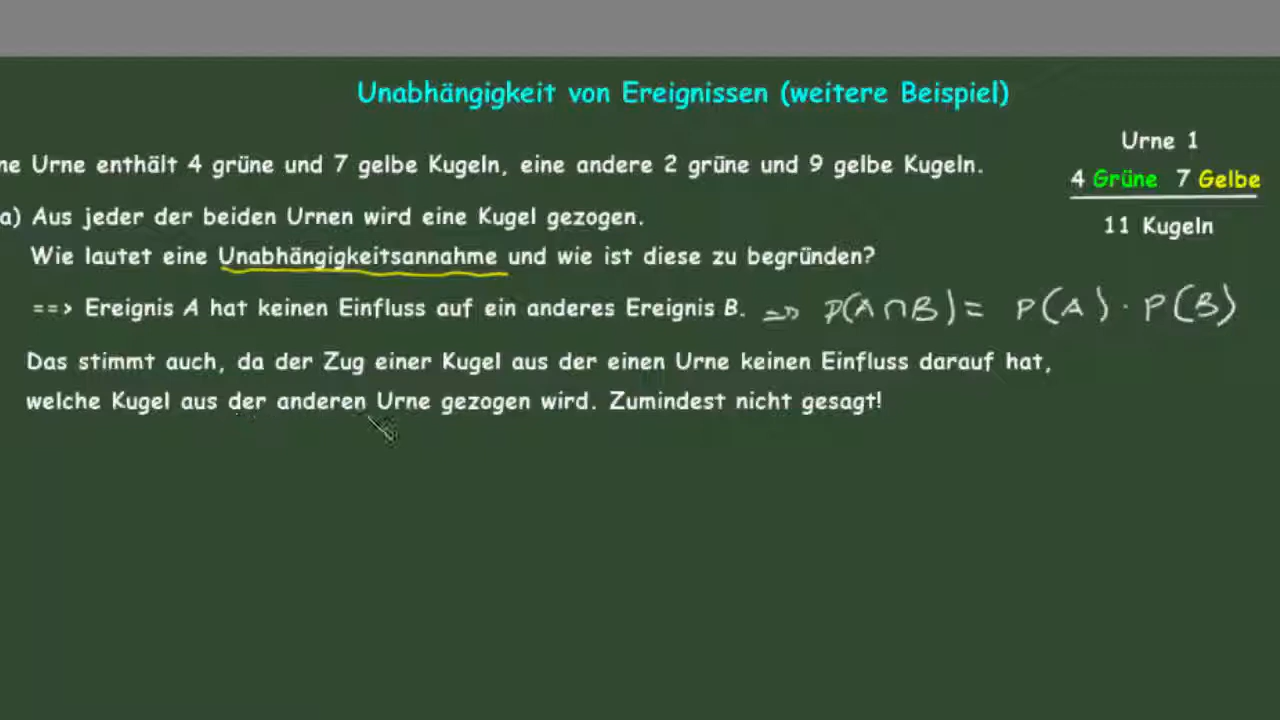 Unabhängigkeit von Ereignissen (weitere Beispiel)
ne Urne enthält 4 grüne und 7 gelbe Kugeln, eine andere 2 grüne und 9 gelbe Kugeln.
Urne 1
4 Grüne 7 Gelbe
11 Kugeln
a) Aus jeder der beiden Urnen wird eine Kugel gezogen.
Wie lautet eine Unabhängigkeitsannahme und wie ist diese zu begründen?
==> Ereignis A hat keinen Einfluss auf ein anderes Ereignis B. => P(A∩B) = P(A) · P(B)
Das stimmt auch, da der Zug einer Kugel aus der einen Urne keinen Einfluss darauf hat,
welche Kugel aus der anderen Urne gezogen wird. Zumindest nicht gesagt!